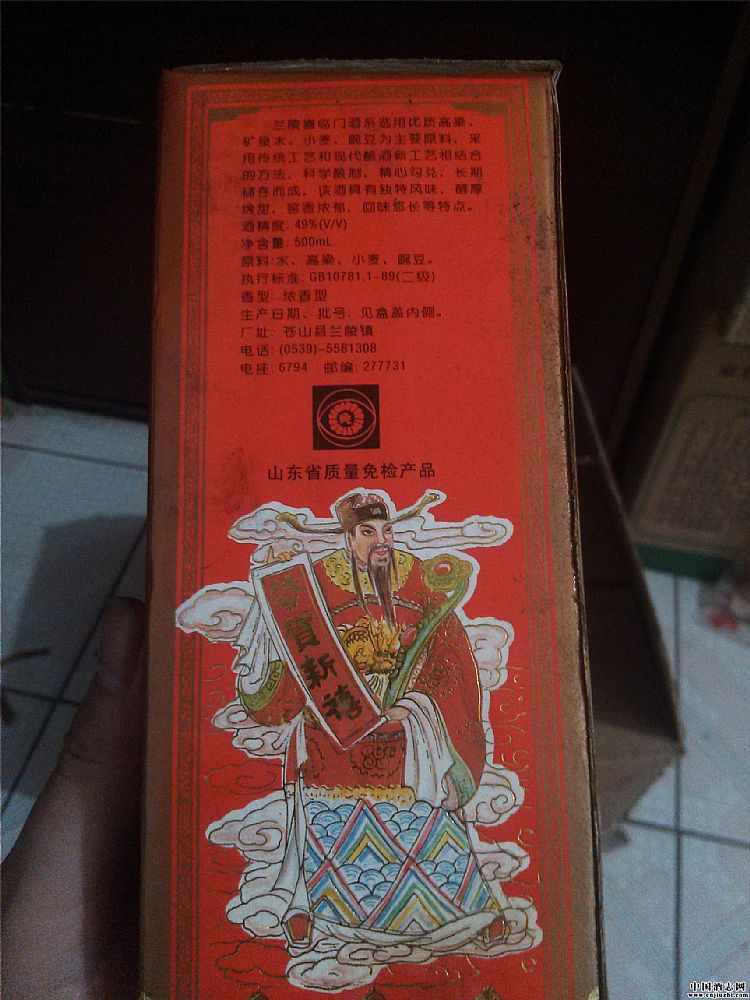 兰陵喜临门酒系选用优质高粱、
矿泉水、小麦、豌豆为主要原料，采
用传统工艺和现代酿酒新工艺相结合
的方法，科学酿制，精心勾兑，长期
储存而成，该酒具有独特风味，醇厚
绵甜，窖香浓郁，回味悠长等特点。
酒精度: 49%(V/V)
净含量: 500mL
原料:水、高粱、小麦、豌豆。
执行标准: GB10781.1-89(二级)
香型: 浓香型
生产日期、批号: 见盒盖内侧。
厂址: 苍山县兰陵镇
电话: (0539)-5581308
电挂: 6794 邮编: 277731
山东省质量免检产品
恭賀新禧
中国酒志网
www.cnjiuzhi.com